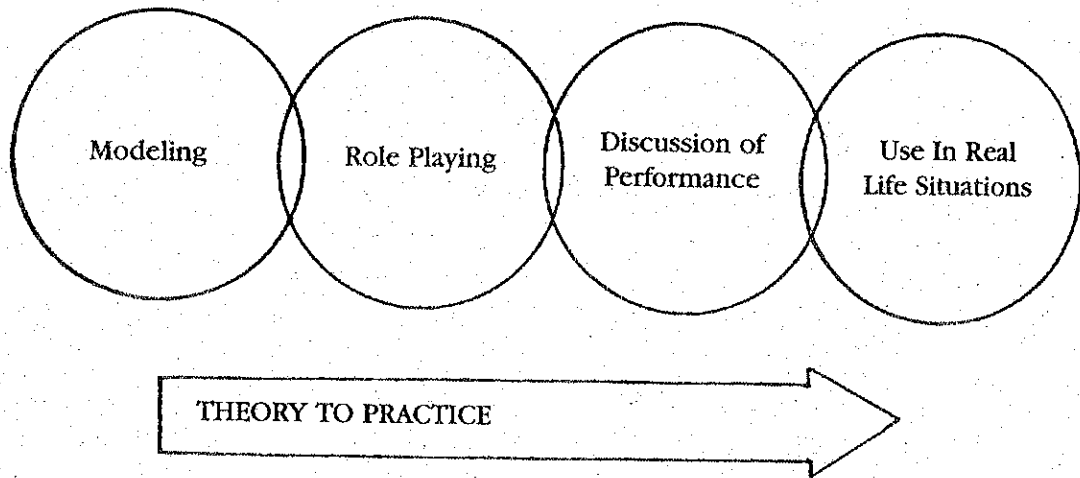 Modeling
Role Playing
Discussion of
Performance
Use In Real
Life Situations
THEORY TO PRACTICE